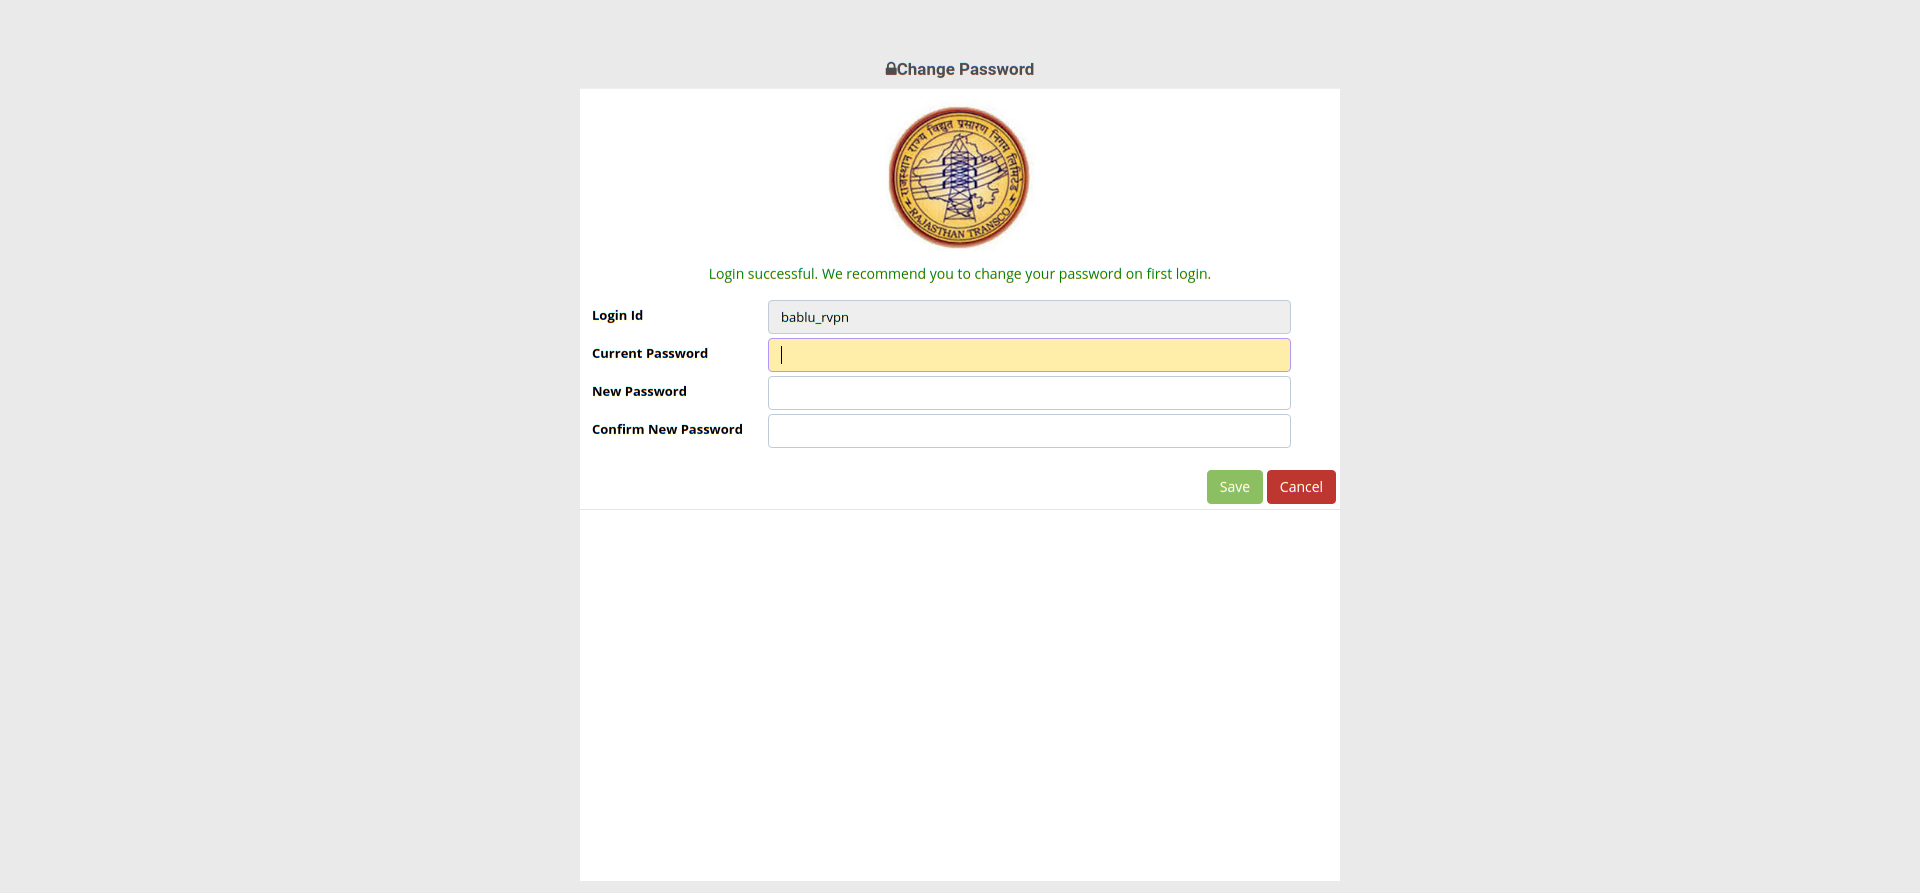 Change Password
राजस्थान राज्य विद्युत प्रसारण निगम लिमिटेड
RAJASTHAN TRANSCO
Login successful. We recommend you to change your password on first login.
Login Id
bablu_rvpn
Current Password
New Password
Confirm New Password
Save
Cancel